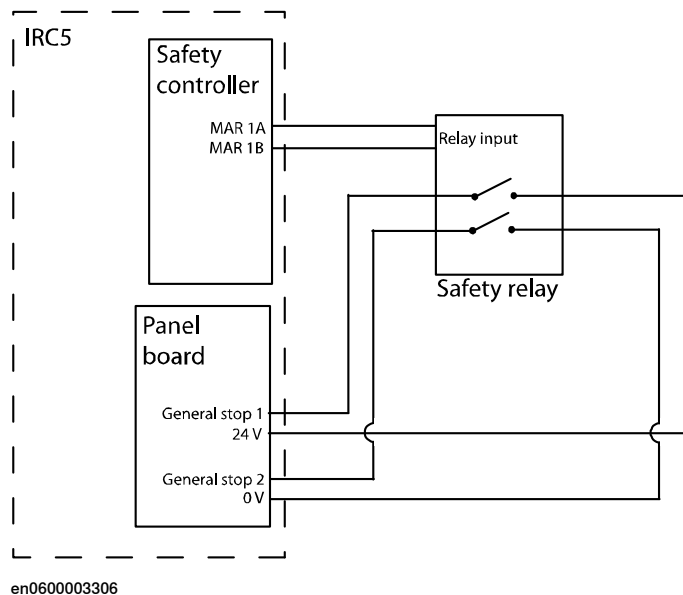 IRC5
Safety
controller
MAR 1A
MAR 1B
Relay input
Safety relay
Panel
board
General stop 1
24 V
General stop 2
0 V
en0600003306